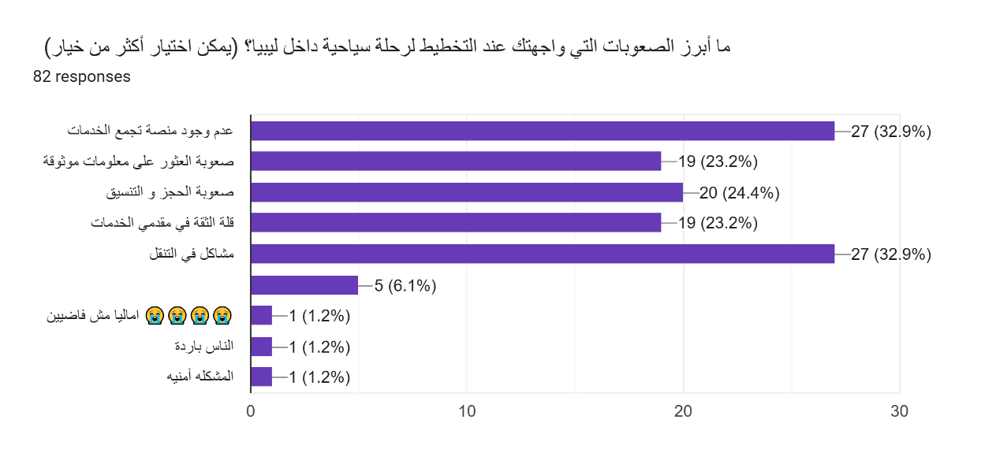 ما أبرز الصعوبات التي واجهتك عند التخطيط لرحلة سياحية داخل ليبيا؟ (يمكن اختيار أكثر من خيار)
82 responses
عدم وجود منصة تجمع الخدمات 27 (32.9%)
صعوبة العثور على معلومات موثوقة 19 (23.2%)
صعوبة الحجز و التنسيق 20 (24.4%)
قلة الثقة في مقدمي الخدمات 19 (23.2%)
مشاكل في التنقل 27 (32.9%)
5 (6.1%)
😭😭😭😭 اماليا مش فاضيين 1 (1.2%)
الناس باردة 1 (1.2%)
المشكله أمنيه 1 (1.2%)
0 10 20 30